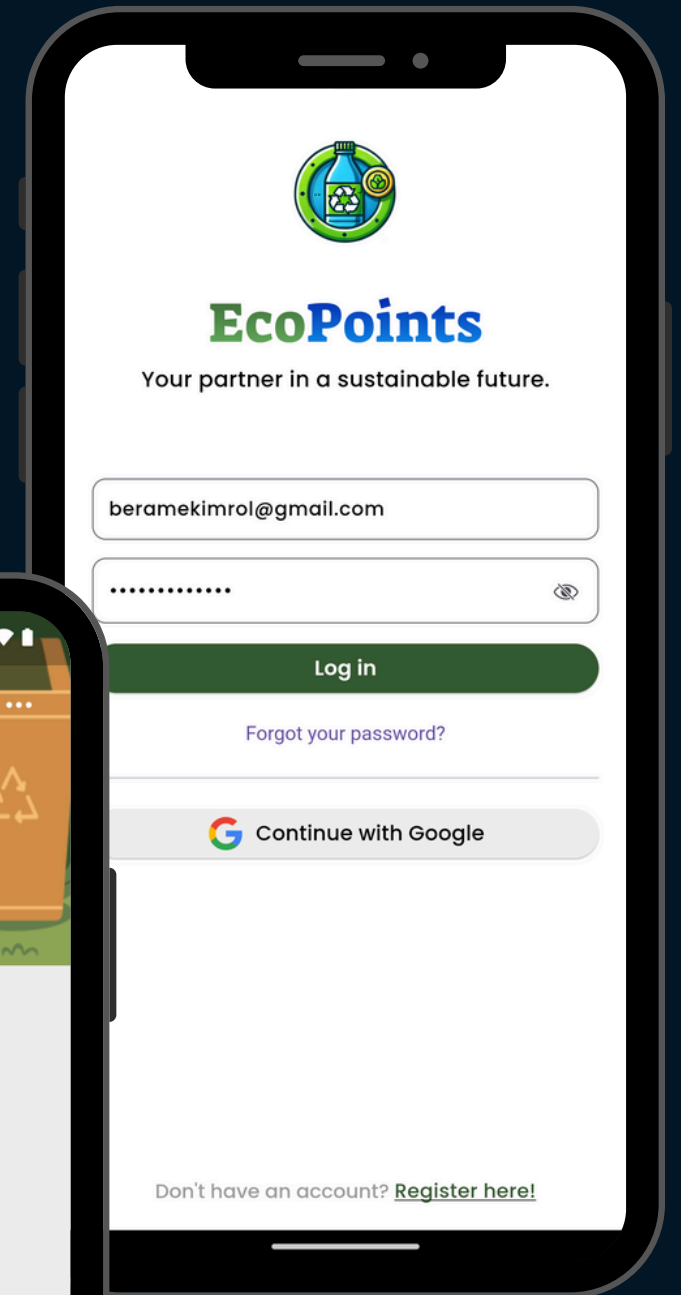 EcoPoints
Your partner in a sustainable future.
beramekimrol@gmail.com
•••••••••••••
Log in
Forgot your password?
Continue with Google
Don't have an account? Register here!